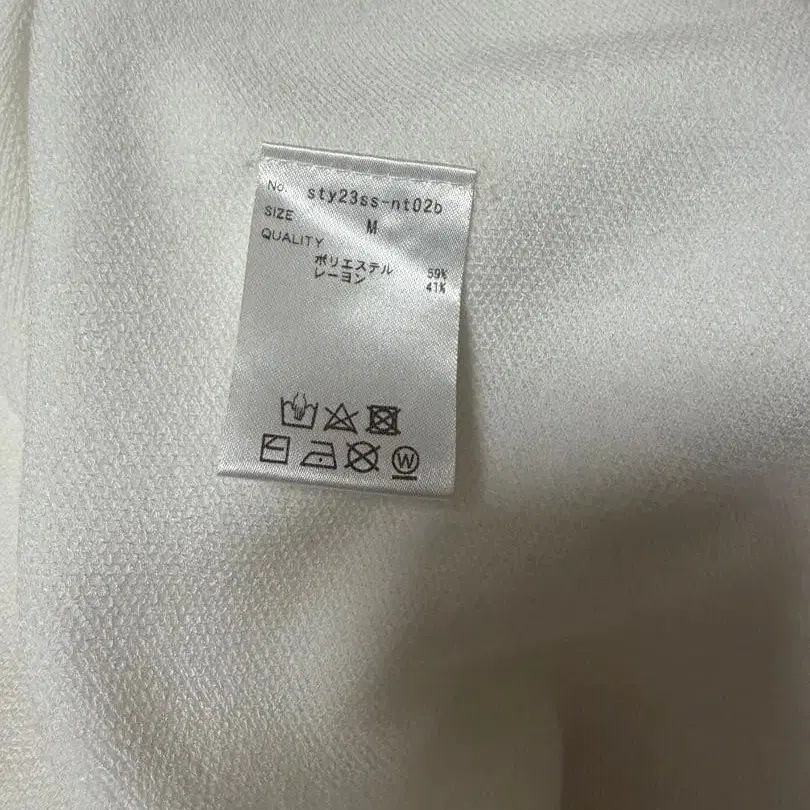 No. sty23ss-nt02b
SIZE M
QUALITY
ポリエステル 59%
レーヨン 41%
W